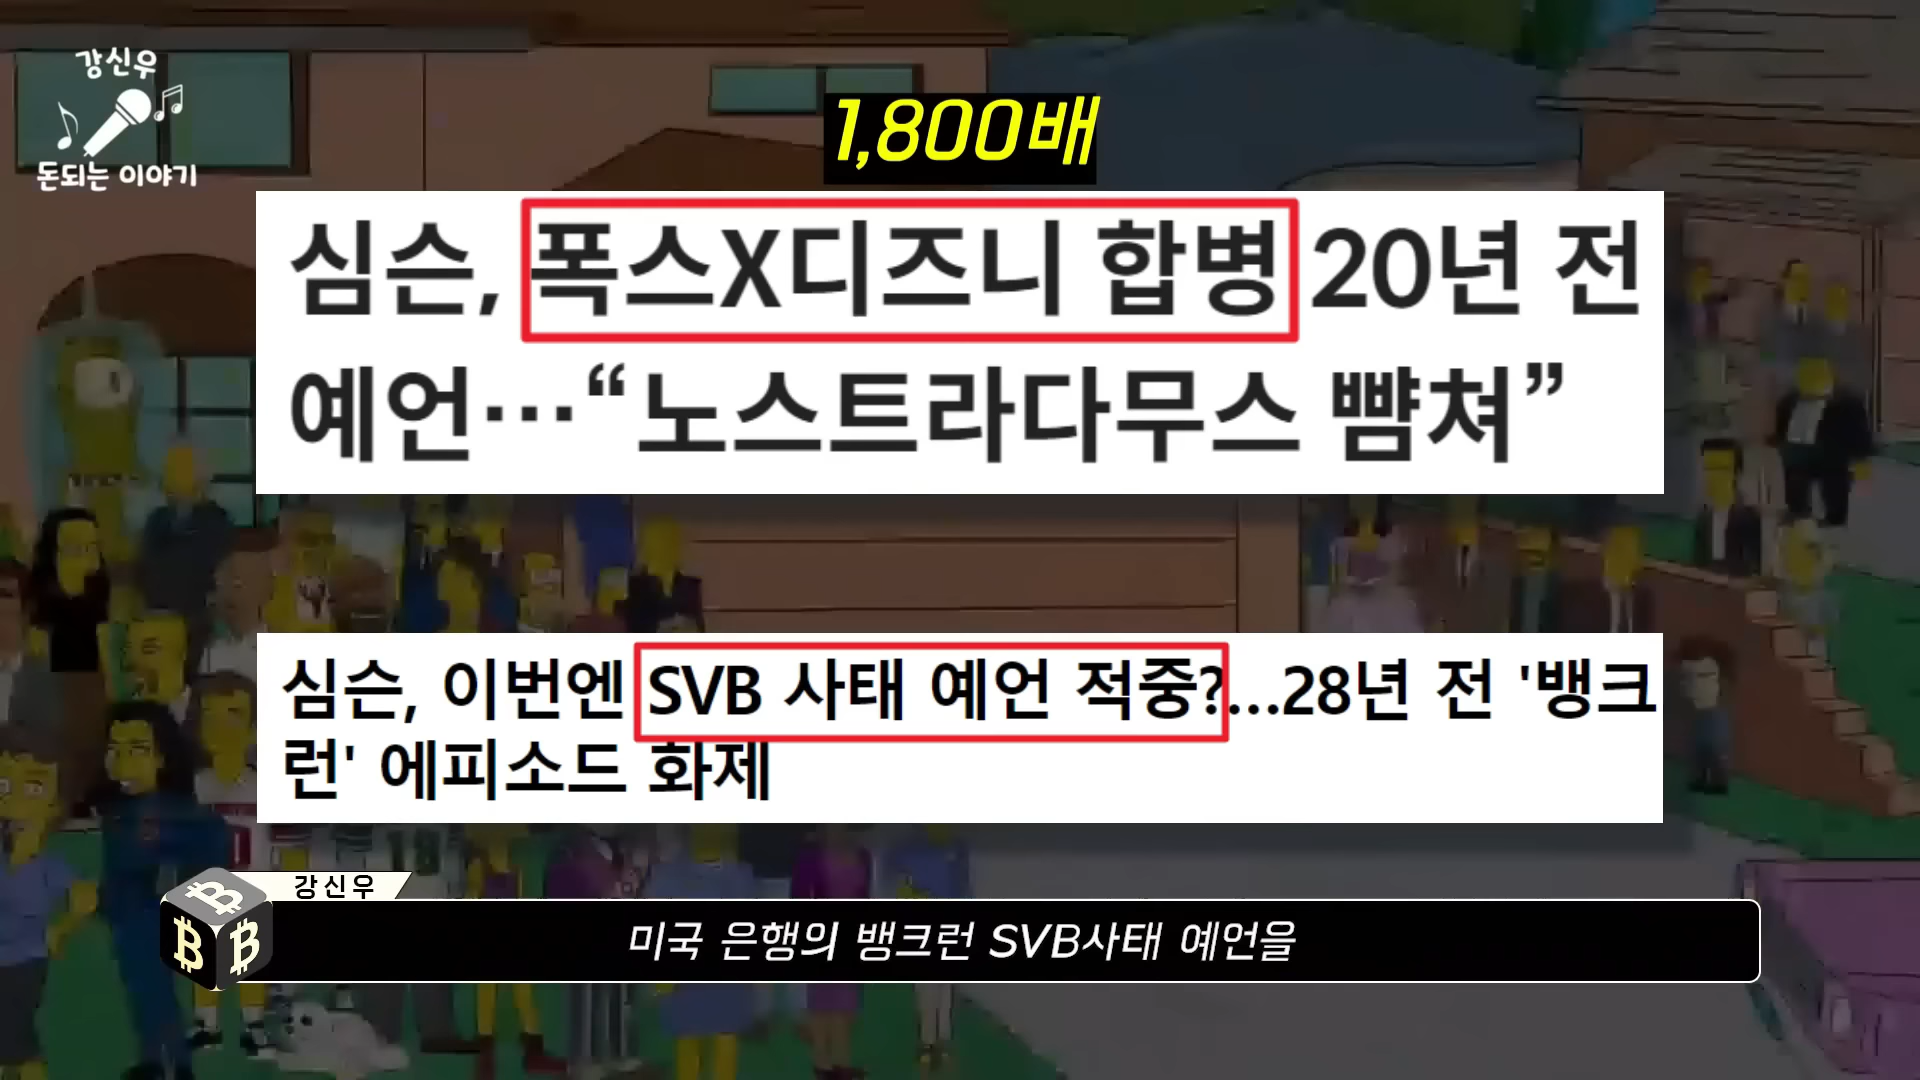 강신우
돈되는 이야기
1,800배
심슨, 폭스X디즈니 합병 20년 전
예언…“노스트라다무스 뺨쳐”
심슨, 이번엔 SVB 사태 예언 적중?…28년 전 '뱅크
런' 에피소드 화제
강신우
미국 은행의 뱅크런 SVB사태 예언을